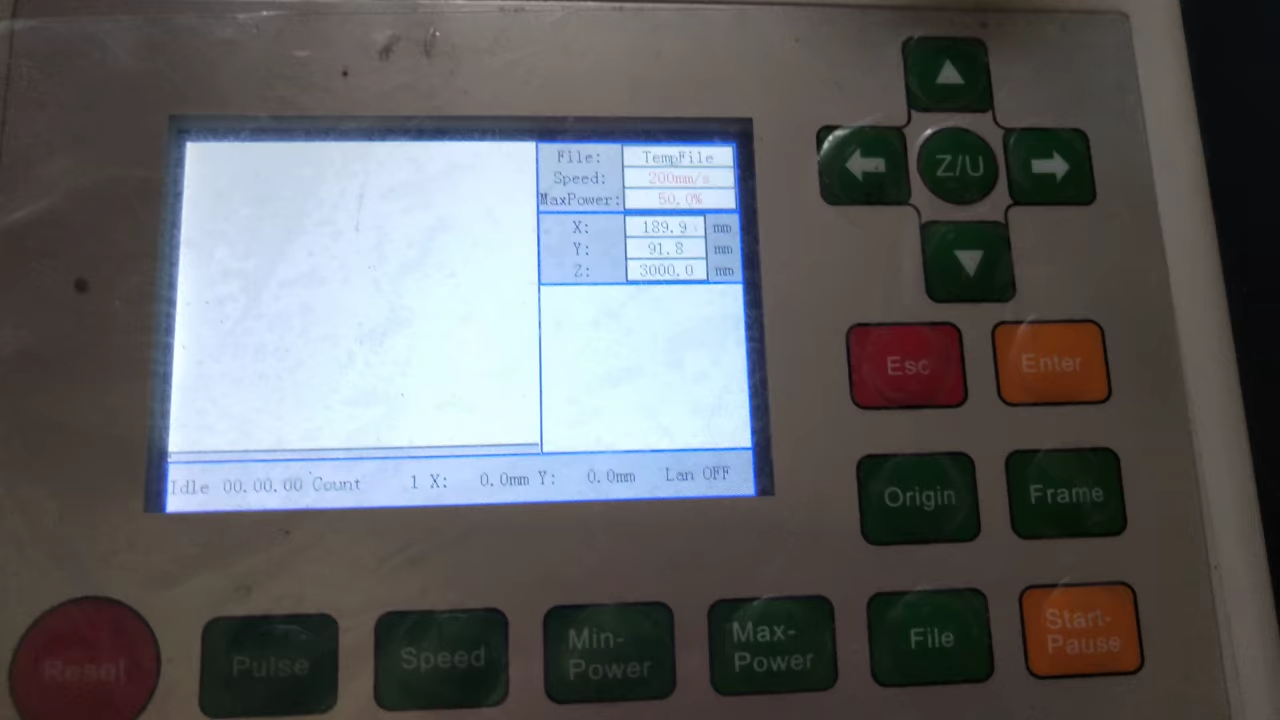 File: TempFile
Speed: 200mm/s
MaxPower: 50.0%
X: 189.9 mm
Y: 91.8 mm
Z: 3000.0 mm
Idle 00.00.00 Count 1 X: 0.0mm Y: 0.0mm Lan OFF
Z/U
Esc
Enter
Origin
Frame
Reset
Pulse
Speed
Min-
Power
Max-
Power
File
Start-
Pause